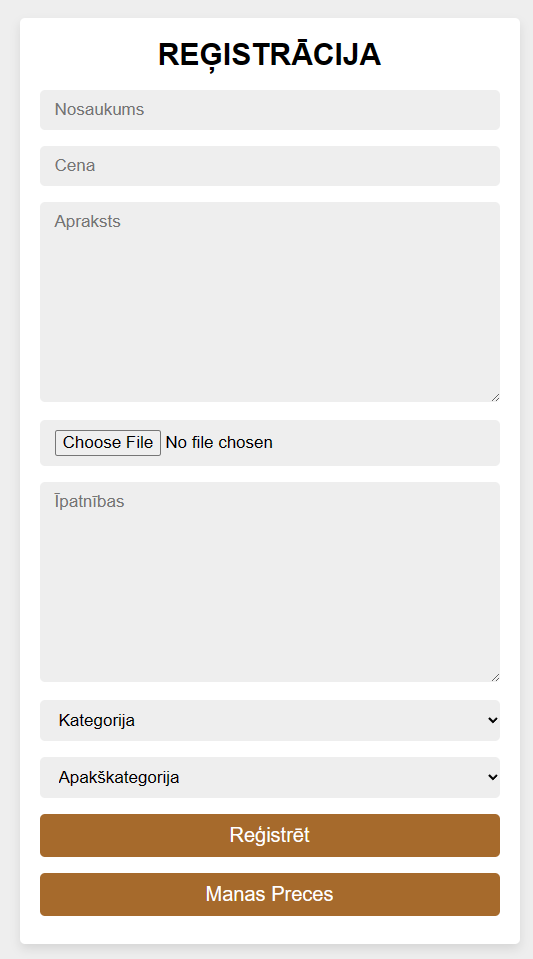 REĢISTRĀCIJA
Nosaukums
Cena
Apraksts
Choose File No file chosen
Īpatnības
Kategorija
Apakškategorija
Reģistrēt
Manas Preces